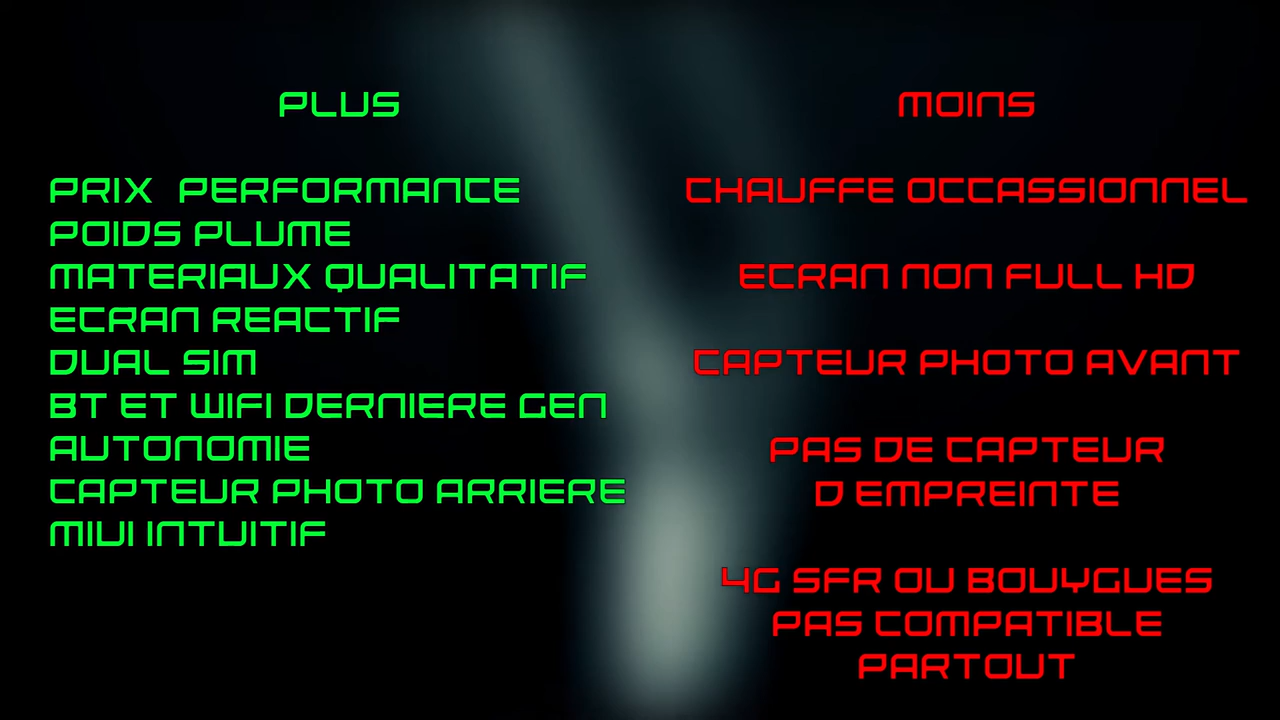 PLUS
PRIX PERFORMANCE
POIDS PLUME
MATERIAUX QUALITATIF
ECRAN REACTIF
DUAL SIM
BT ET WIFI DERNIERE GEN
AUTONOMIE
CAPTEUR PHOTO ARRIERE
MIUI INTUITIF
MOINS
CHAUFFE OCCASSIONNEL
ECRAN NON FULL HD
CAPTEUR PHOTO AVANT
PAS DE CAPTEUR
D EMPREINTE
4G SFR OU BOUYGUES
PAS COMPATIBLE
PARTOUT